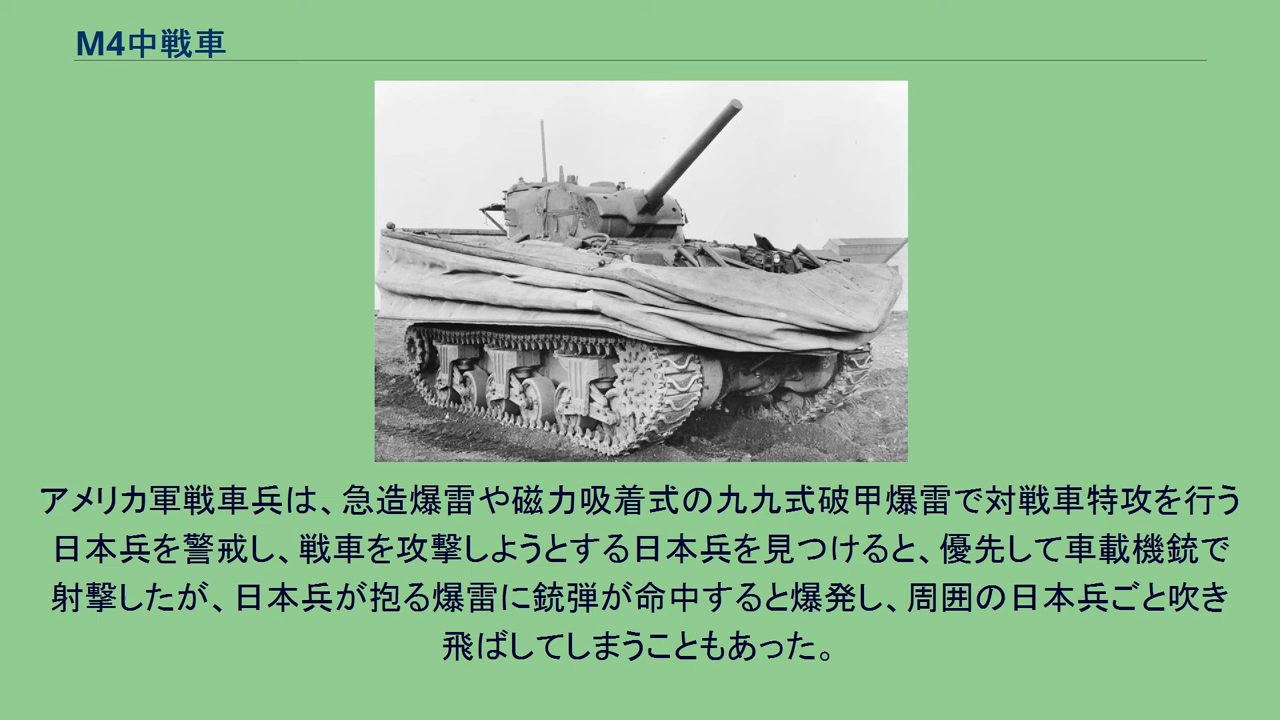 M4中戦車
アメリカ軍戦車兵は、急造爆雷や磁力吸着式の九九式破甲爆雷で対戦車特攻を行う
日本兵を警戒し、戦車を攻撃しようとする日本兵を見つけると、優先して車載機銃で
射撃したが、日本兵が抱る爆雷に銃弾が命中すると爆発し、周囲の日本兵ごと吹き
飛ばしてしまうこともあった。